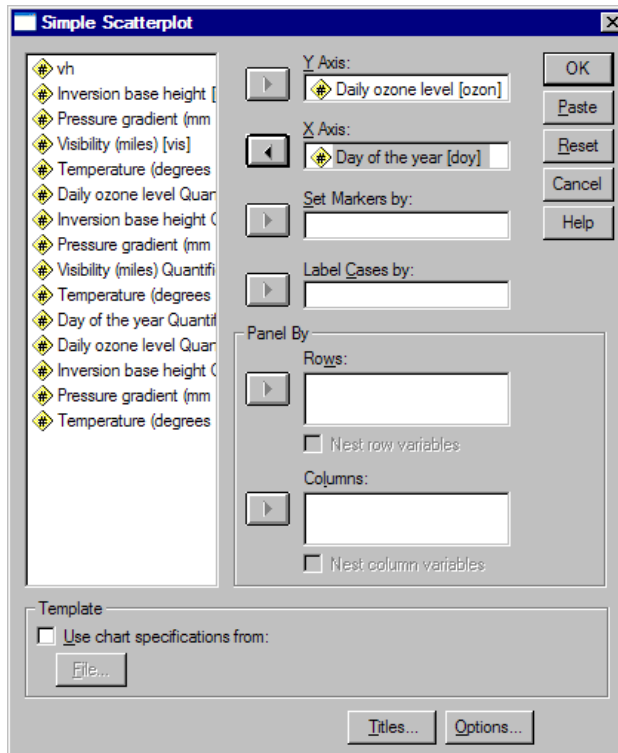 Simple Scatterplot
vh
Inversion base height [
Pressure gradient (mm
Visibility (miles) [vis]
Temperature (degrees
Daily ozone level Quan
Inversion base height Q
Pressure gradient (mm
Visibility (miles) Quantifi
Temperature (degrees
Day of the year Quantif
Daily ozone level Quan
Inversion base height Q
Pressure gradient (mm
Temperature (degrees
Y Axis:
Daily ozone level [ozon]
X Axis:
Day of the year [doy]
Set Markers by:
Label Cases by:
Panel By
Rows:
Nest row variables
Columns:
Nest column variables
OK
Paste
Reset
Cancel
Help
Template
Use chart specifications from:
File...
Titles...
Options...